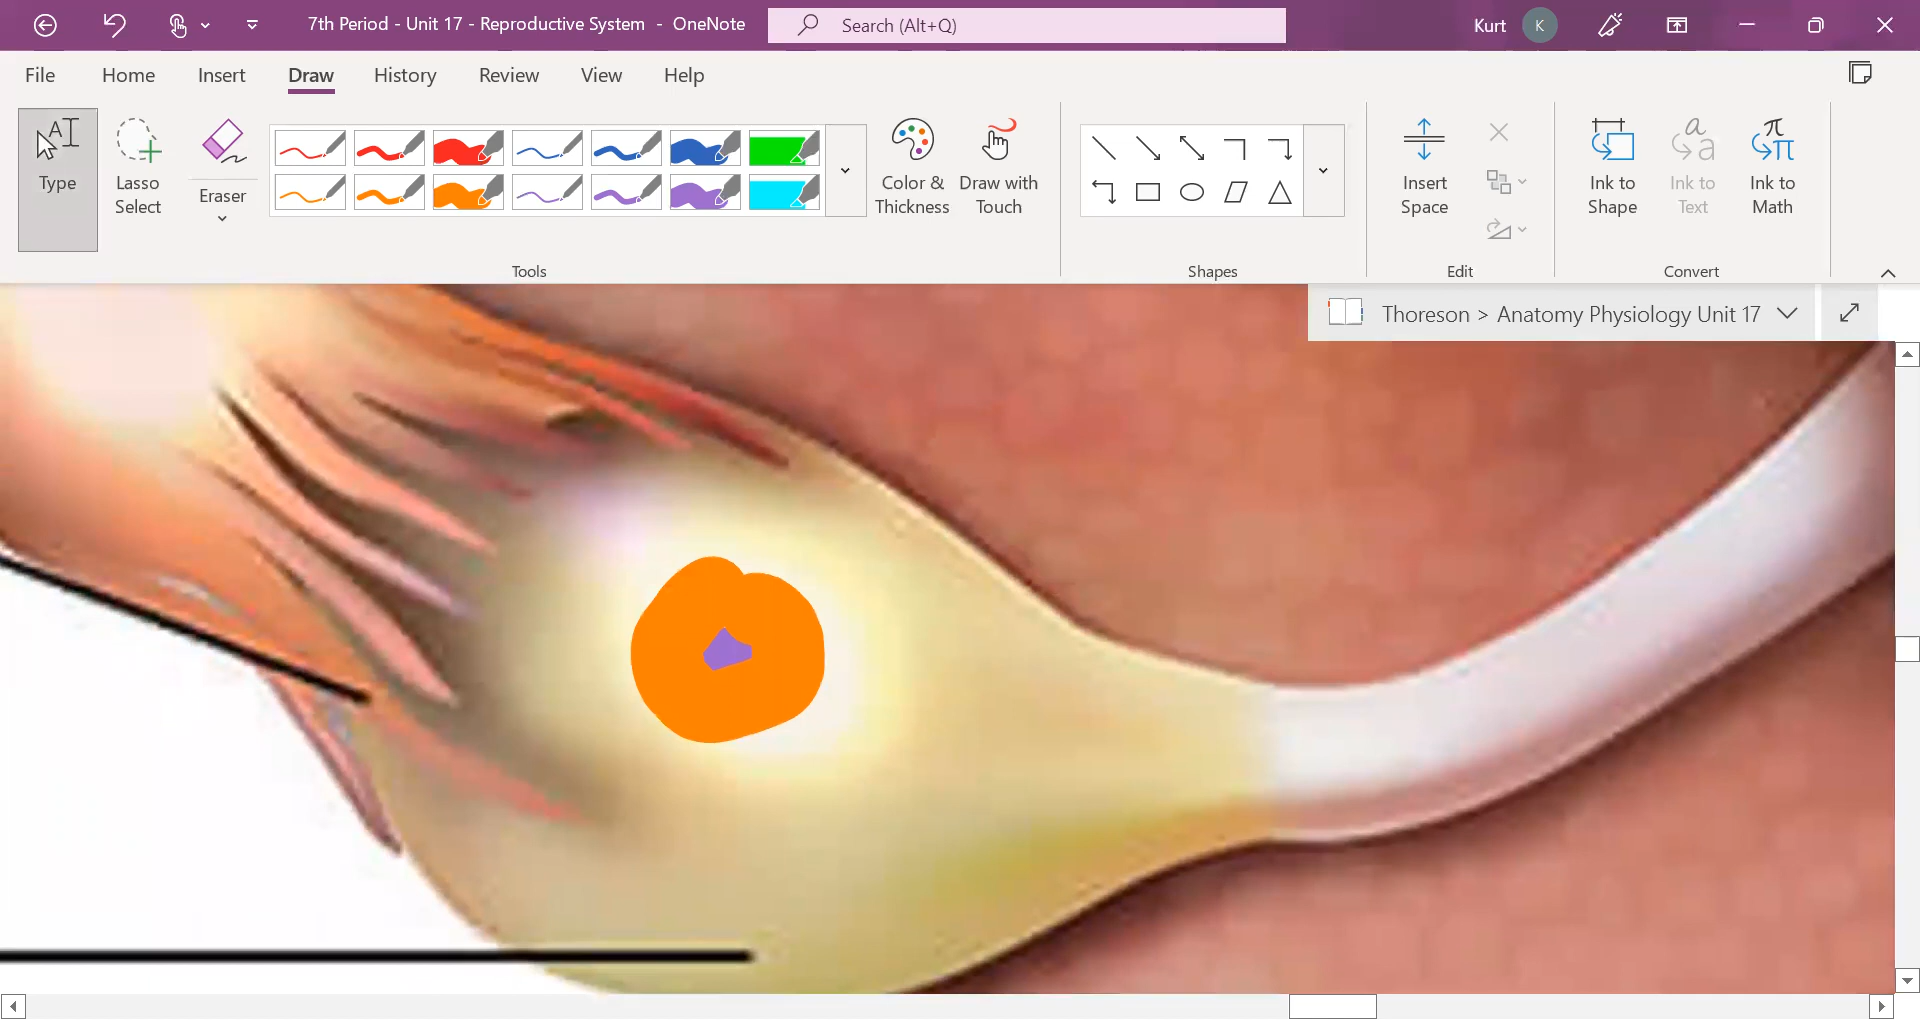 7th Period - Unit 17 - Reproductive System - OneNote
Search (Alt+Q)
Kurt
K
File Home Insert Draw History Review View Help
Type
Lasso Select
Eraser
Color & Thickness
Draw with Touch
Insert Space
Ink to Shape
Ink to Text
Ink to Math
Tools
Shapes
Edit
Convert
Thoreson > Anatomy Physiology Unit 17